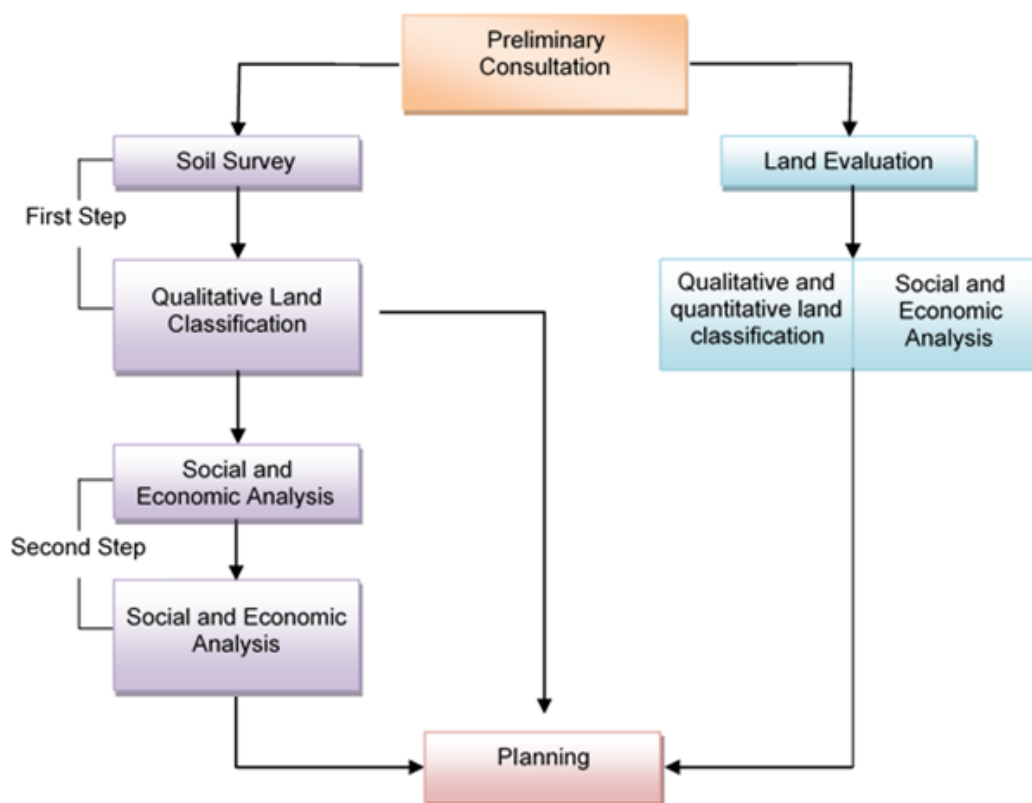 Preliminary
Consultation
Soil Survey
Land Evaluation
First Step
Qualitative Land
Classification
Qualitative and
quantitative land
classification
Social and
Economic
Analysis
Social and
Economic Analysis
Second Step
Social and Economic
Analysis
Planning